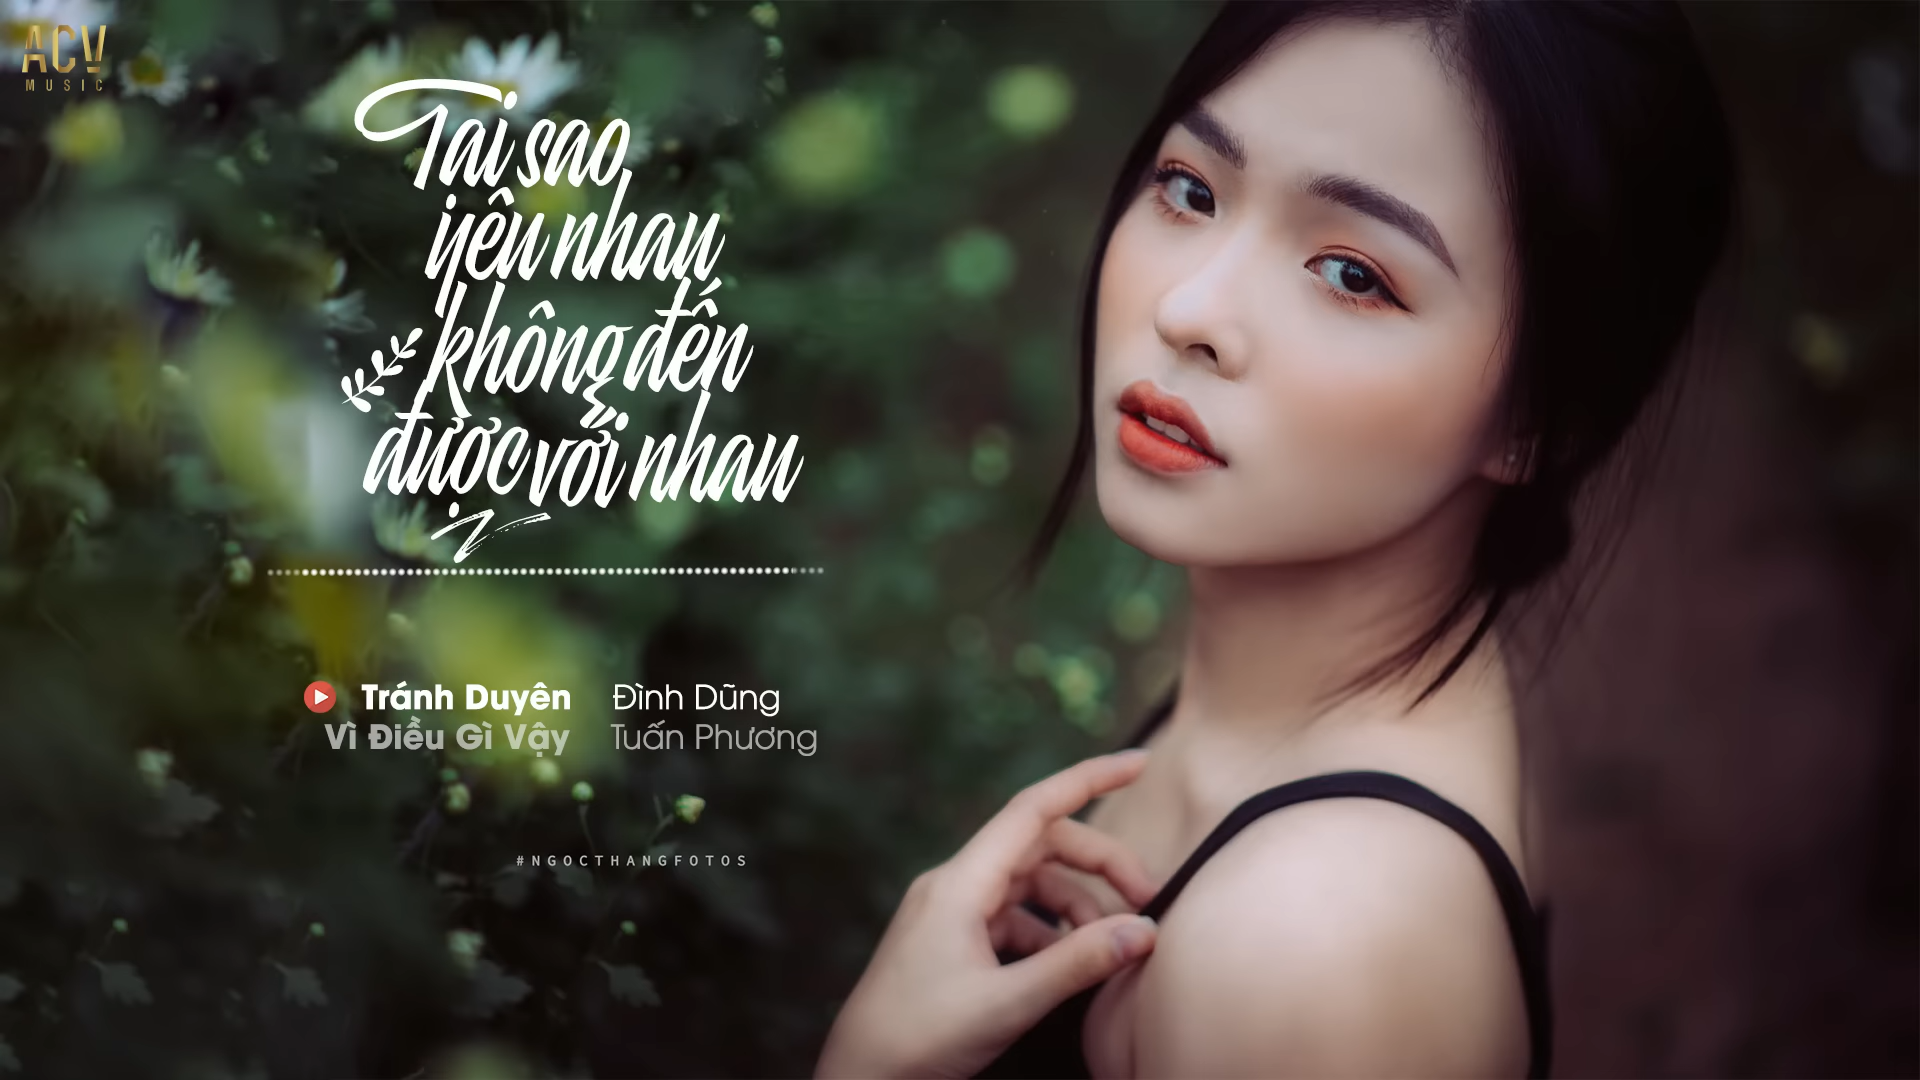 ACV
MUSIC
Tại sao
yêu nhau
không đến
được với nhau
Tránh Duyên Đình Dũng
Vì Điều Gì Vậy Tuấn Phương
#NGOCTHANGFOTOS